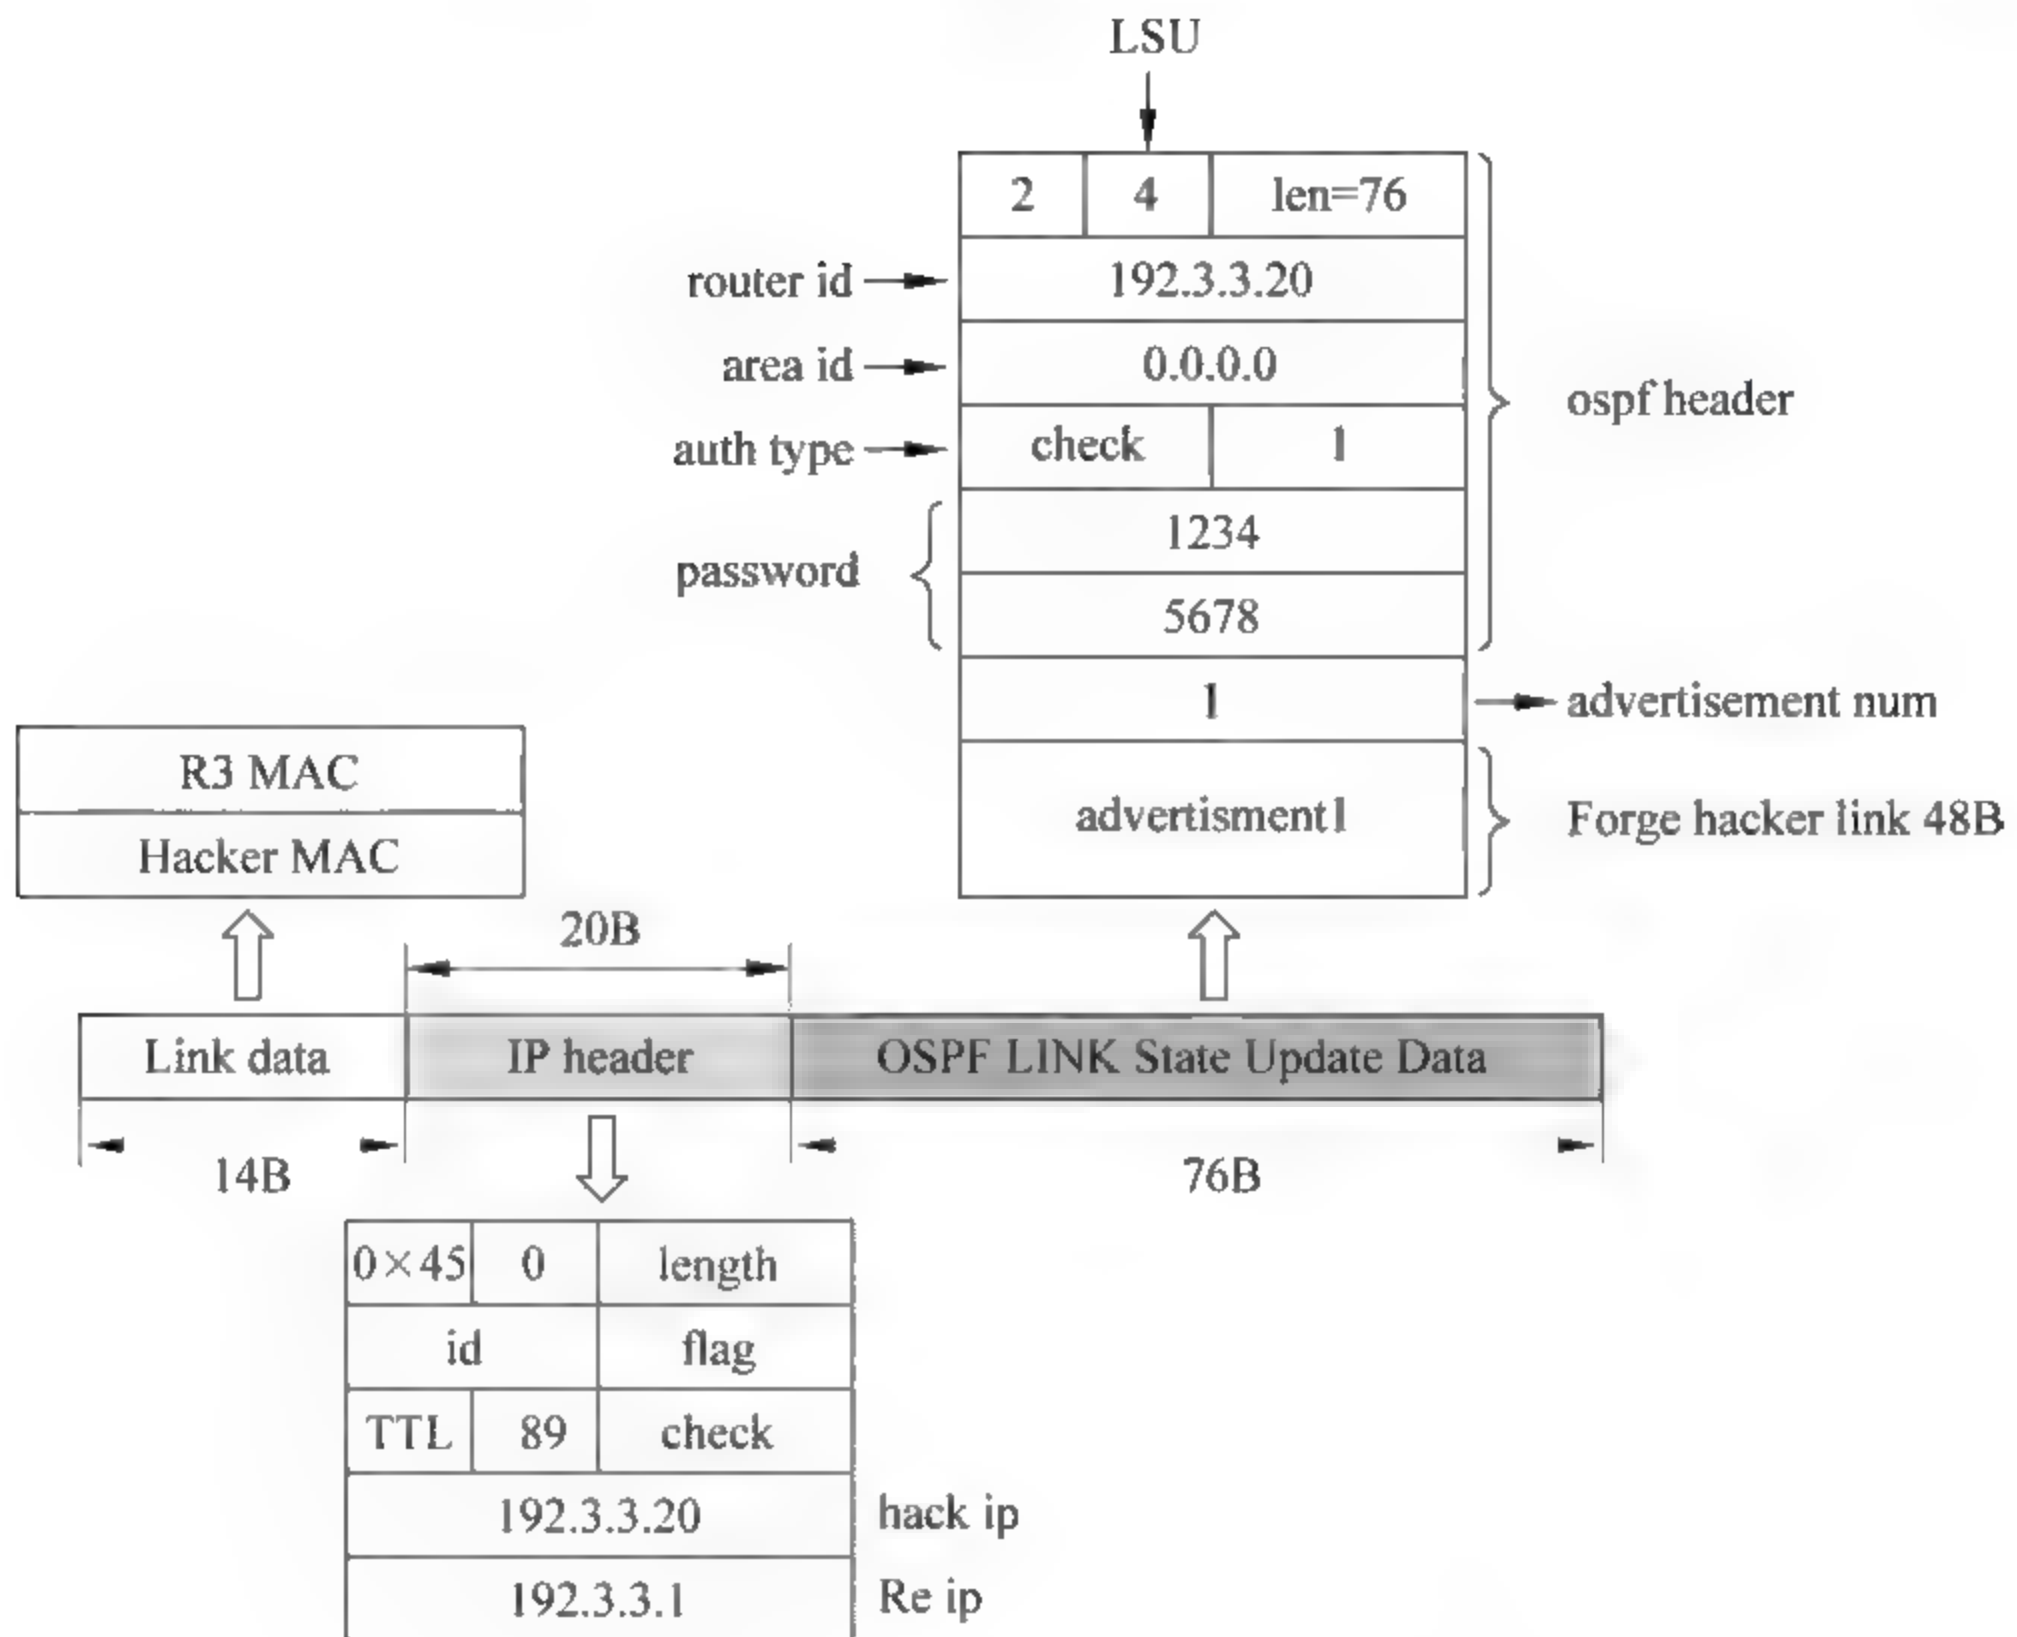 LSU
2 4 len=76
router id 192.3.3.20
area id 0.0.0.0
ospf header
auth type check 1
1234
password
5678
1 advertisement num
R3 MAC
advertisment1 Forge hacker link 48B
Hacker MAC
20B
Link data IP header OSPF LINK State Update Data
14B 76B
0×45 0 length
id flag
TTL 89 check
192.3.3.20 hack ip
192.3.3.1 Re ip